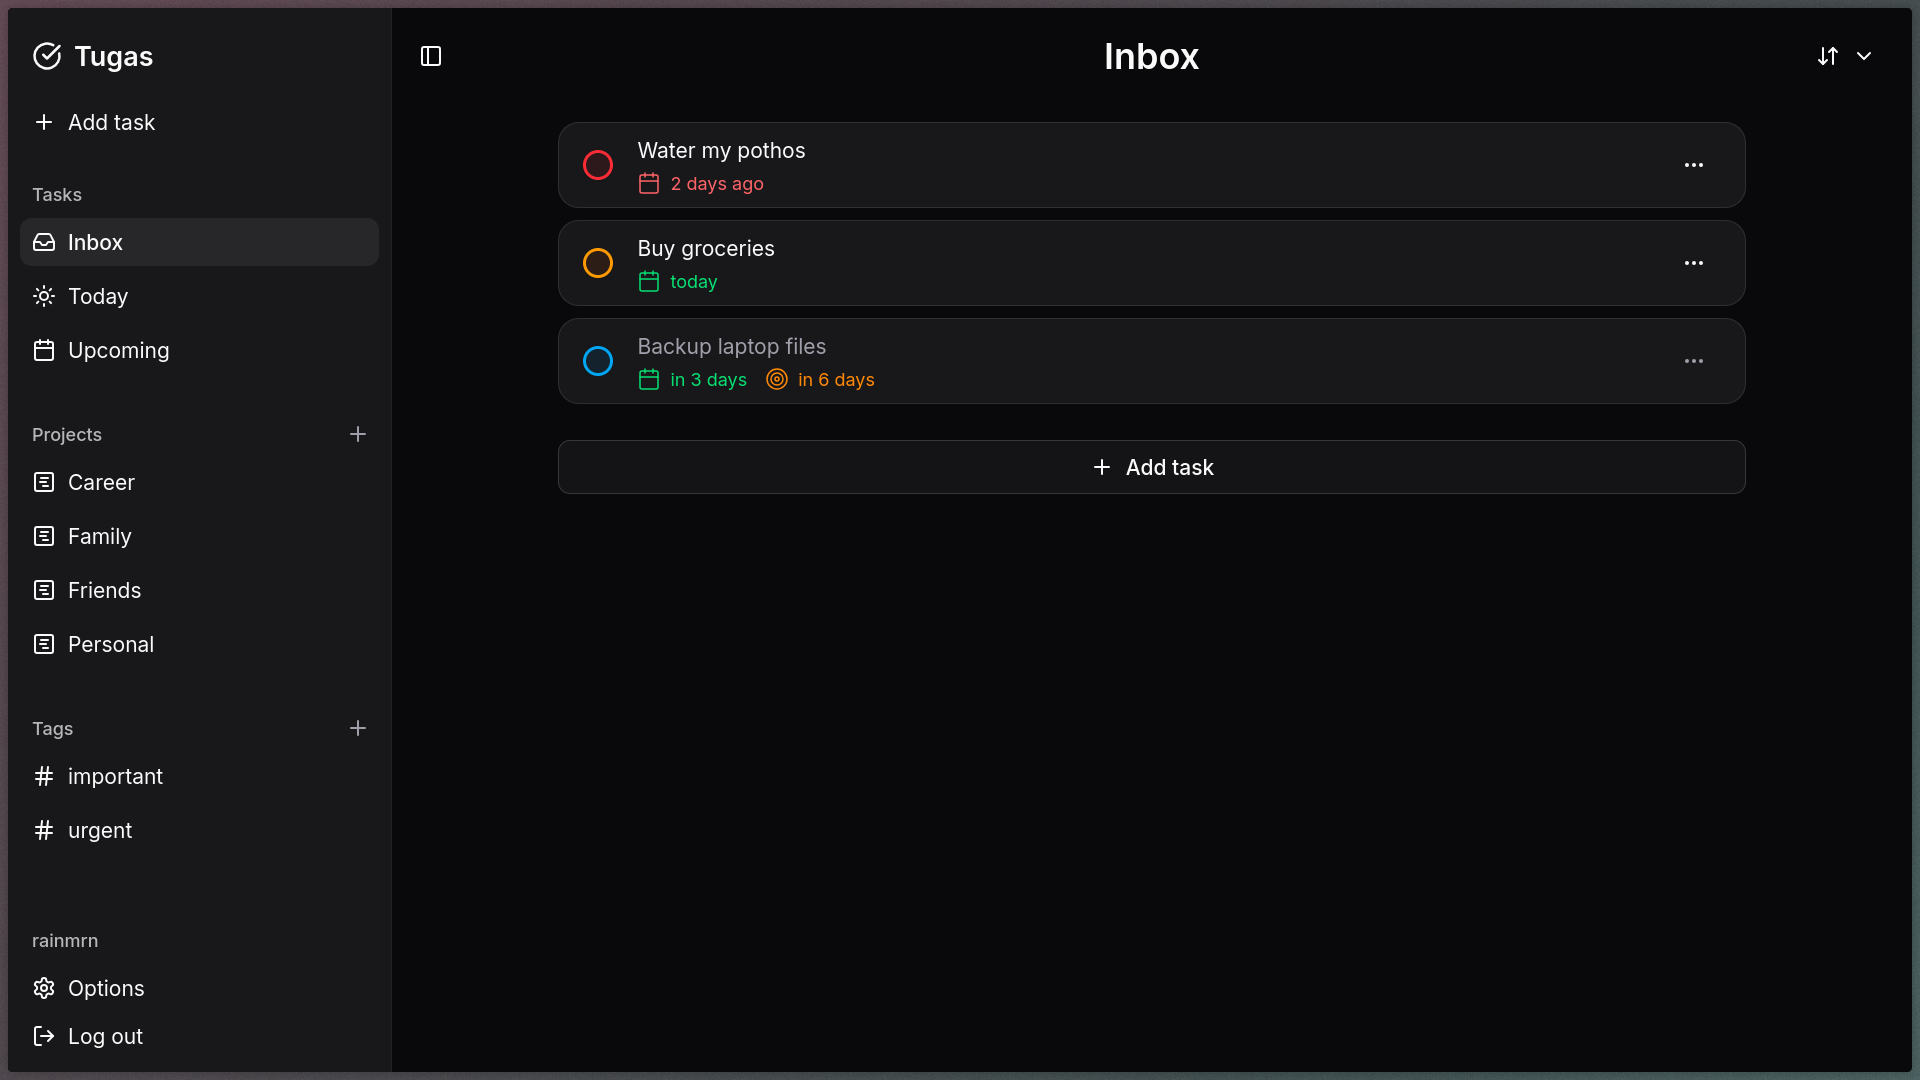 Tugas
Add task
Tasks
Inbox
Today
Upcoming
Projects
Career
Family
Friends
Personal
Tags
important
urgent
rainmrn
Options
Log out
Inbox
Water my pothos
2 days ago
Buy groceries
today
Backup laptop files
in 3 days in 6 days
Add task